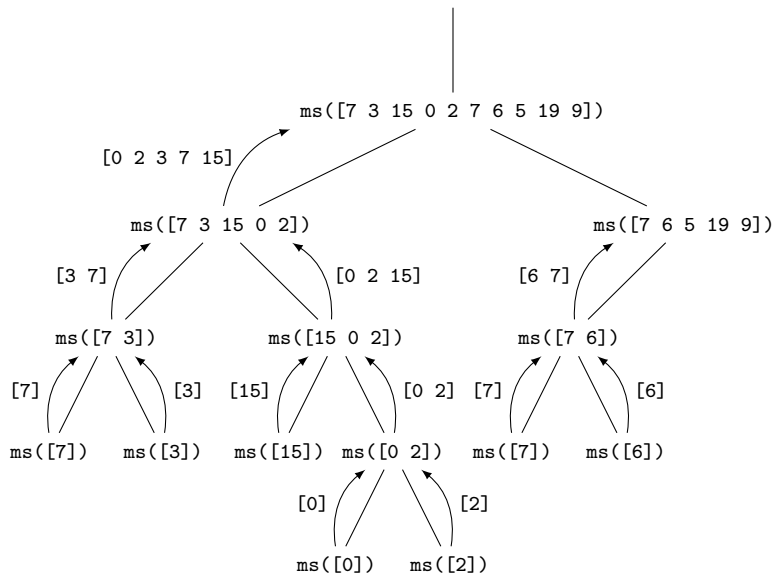 ms([7 3 15 0 2 7 6 5 19 9])
[0 2 3 7 15]
ms([7 3 15 0 2])
ms([7 6 5 19 9])
[3 7]
[0 2 15]
[6 7]
ms([7 3])
ms([15 0 2])
ms([7 6])
[7]
[3]
[15]
[0 2]
[7]
[6]
ms([7])
ms([3])
ms([15])
ms([0 2])
ms([7])
ms([6])
[0]
[2]
ms([0])
ms([2])